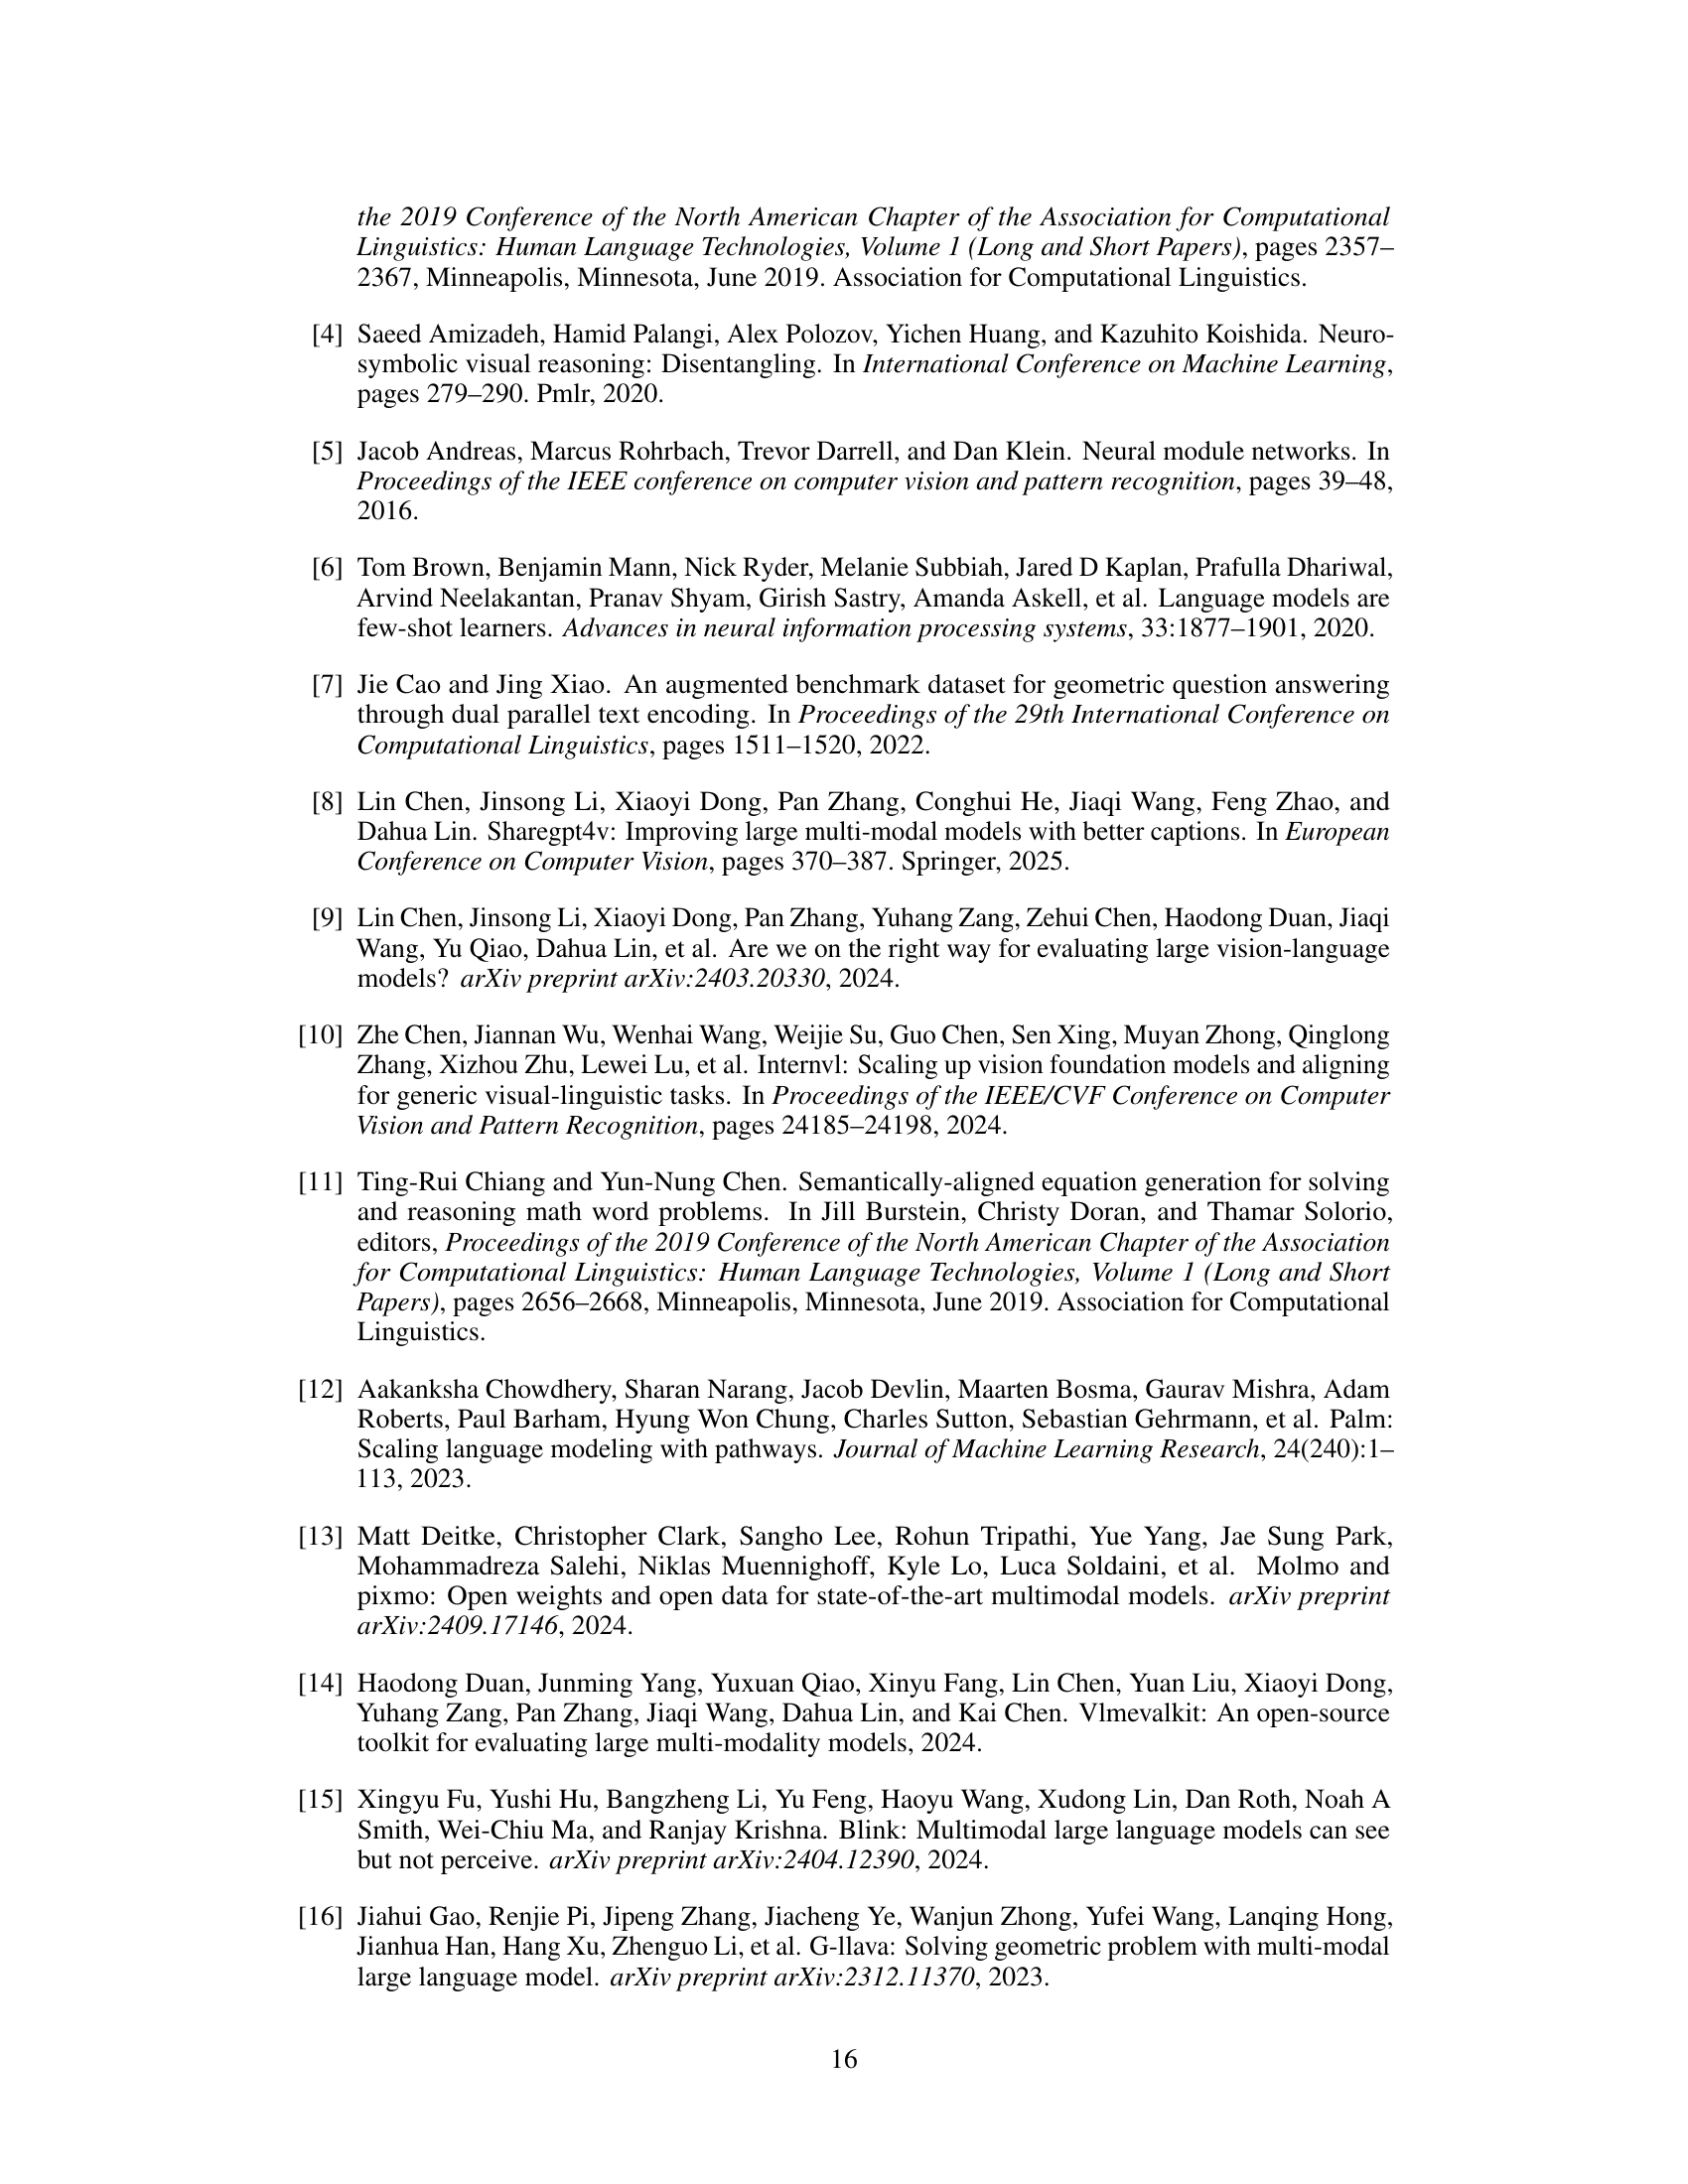 the 2019 Conference of the North American Chapter of the Association for Computational
Linguistics: Human Language Technologies, Volume 1 (Long and Short Papers), pages 2357–
2367, Minneapolis, Minnesota, June 2019. Association for Computational Linguistics.
[4] Saeed Amizadeh, Hamid Palangi, Alex Polozov, Yichen Huang, and Kazuhito Koishida. Neuro-
symbolic visual reasoning: Disentangling. In International Conference on Machine Learning,
pages 279–290. Pmlr, 2020.
[5] Jacob Andreas, Marcus Rohrbach, Trevor Darrell, and Dan Klein. Neural module networks. In
Proceedings of the IEEE conference on computer vision and pattern recognition, pages 39–48,
2016.
[6] Tom Brown, Benjamin Mann, Nick Ryder, Melanie Subbiah, Jared D Kaplan, Prafulla Dhariwal,
Arvind Neelakantan, Pranav Shyam, Girish Sastry, Amanda Askell, et al. Language models are
few-shot learners. Advances in neural information processing systems, 33:1877–1901, 2020.
[7] Jie Cao and Jing Xiao. An augmented benchmark dataset for geometric question answering
through dual parallel text encoding. In Proceedings of the 29th International Conference on
Computational Linguistics, pages 1511–1520, 2022.
[8] Lin Chen, Jinsong Li, Xiaoyi Dong, Pan Zhang, Conghui He, Jiaqi Wang, Feng Zhao, and
Dahua Lin. Sharegpt4v: Improving large multi-modal models with better captions. In European
Conference on Computer Vision, pages 370–387. Springer, 2025.
[9] Lin Chen, Jinsong Li, Xiaoyi Dong, Pan Zhang, Yuhang Zang, Zehui Chen, Haodong Duan, Jiaqi
Wang, Yu Qiao, Dahua Lin, et al. Are we on the right way for evaluating large vision-language
models? arXiv preprint arXiv:2403.20330, 2024.
[10] Zhe Chen, Jiannan Wu, Wenhai Wang, Weijie Su, Guo Chen, Sen Xing, Muyan Zhong, Qinglong
Zhang, Xizhou Zhu, Lewei Lu, et al. Internvl: Scaling up vision foundation models and aligning
for generic visual-linguistic tasks. In Proceedings of the IEEE/CVF Conference on Computer
Vision and Pattern Recognition, pages 24185–24198, 2024.
[11] Ting-Rui Chiang and Yun-Nung Chen. Semantically-aligned equation generation for solving
and reasoning math word problems. In Jill Burstein, Christy Doran, and Thamar Solorio,
editors, Proceedings of the 2019 Conference of the North American Chapter of the Association
for Computational Linguistics: Human Language Technologies, Volume 1 (Long and Short
Papers), pages 2656–2668, Minneapolis, Minnesota, June 2019. Association for Computational
Linguistics.
[12] Aakanksha Chowdhery, Sharan Narang, Jacob Devlin, Maarten Bosma, Gaurav Mishra, Adam
Roberts, Paul Barham, Hyung Won Chung, Charles Sutton, Sebastian Gehrmann, et al. Palm:
Scaling language modeling with pathways. Journal of Machine Learning Research, 24(240):1–
113, 2023.
[13] Matt Deitke, Christopher Clark, Sangho Lee, Rohun Tripathi, Yue Yang, Jae Sung Park,
Mohammadreza Salehi, Niklas Muennighoff, Kyle Lo, Luca Soldaini, et al. Molmo and
pixmo: Open weights and open data for state-of-the-art multimodal models. arXiv preprint
arXiv:2409.17146, 2024.
[14] Haodong Duan, Junming Yang, Yuxuan Qiao, Xinyu Fang, Lin Chen, Yuan Liu, Xiaoyi Dong,
Yuhang Zang, Pan Zhang, Jiaqi Wang, Dahua Lin, and Kai Chen. Vlmevalkit: An open-source
toolkit for evaluating large multi-modality models, 2024.
[15] Xingyu Fu, Yushi Hu, Bangzheng Li, Yu Feng, Haoyu Wang, Xudong Lin, Dan Roth, Noah A
Smith, Wei-Chiu Ma, and Ranjay Krishna. Blink: Multimodal large language models can see
but not perceive. arXiv preprint arXiv:2404.12390, 2024.
[16] Jiahui Gao, Renjie Pi, Jipeng Zhang, Jiacheng Ye, Wanjun Zhong, Yufei Wang, Lanqing Hong,
Jianhua Han, Hang Xu, Zhenguo Li, et al. G-llava: Solving geometric problem with multi-modal
large language model. arXiv preprint arXiv:2312.11370, 2023.
16